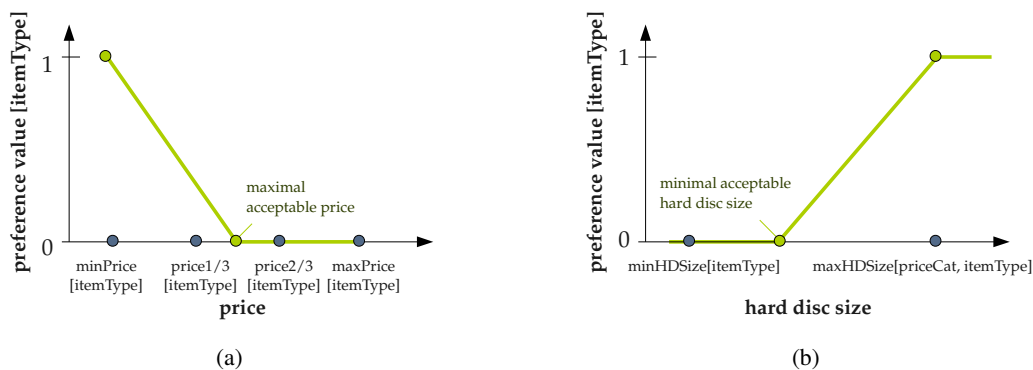 preference value [itemType]
1
0
maximal
acceptable price
minPrice
[itemType]
price1/3
[itemType]
price2/3
[itemType]
maxPrice
[itemType]
price
(a)
preference value [itemType]
1
0
minimal acceptable
hard disc size
minHDSize[itemType]
maxHDSize[priceCat, itemType]
hard disc size
(b)